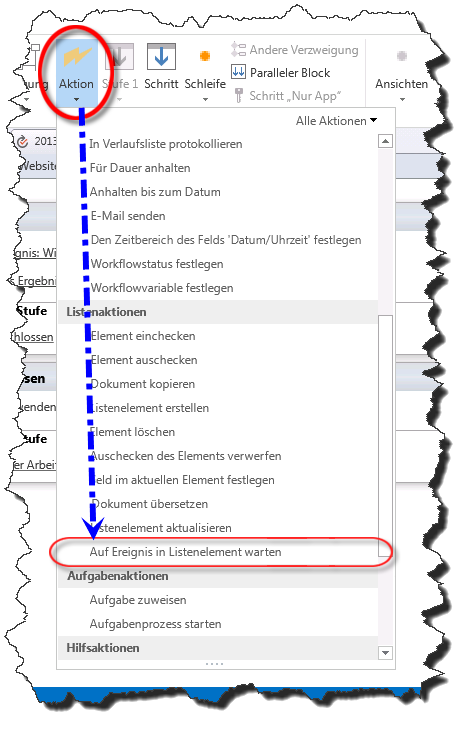 Andere Verzweigung
Paralleler Block
Schritt „Nur App"
Aktion
Stufe 1
Schritt
Schleife
Ansichten
Alle Aktionen
2013
Website
In Verlaufsliste protokollieren
Für Dauer anhalten
Anhalten bis zum Datum
E-Mail senden
Den Zeitbereich des Felds 'Datum/Uhrzeit' festlegen
Workflowstatus festlegen
Workflowvariable festlegen
Listenaktionen
Element einchecken
Element auschecken
Dokument kopieren
Listenelement erstellen
Element löschen
Auschecken des Elements verwerfen
Feld im aktuellen Element festlegen
Dokument übersetzen
Listenelement aktualisieren
Auf Ereignis in Listenelement warten
Aufgabenaktionen
Aufgabe zuweisen
Aufgabenprozess starten
Hilfsaktionen
gnis: Wi
s Ergebni
Stufe
hlossen
sen
genden
tufe
er Arbei